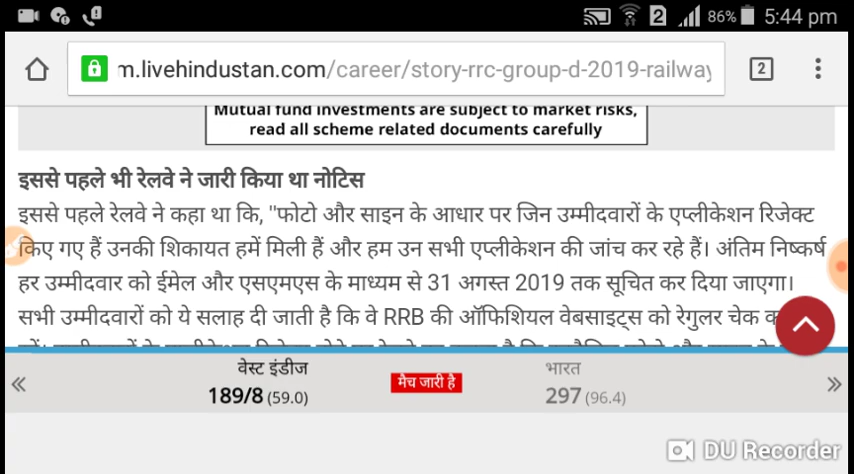 2 86% 5:44 pm
m.livehindustan.com/career/story-rrc-group-d-2019-railway 2
Mutual fund investments are subject to market risks,
read all scheme related documents carefully
इससे पहले भी रेलवे ने जारी किया था नोटिस
इससे पहले रेलवे ने कहा था कि, "फोटो और साइन के आधार पर जिन उम्मीदवारों के एप्लीकेशन रिजेक्ट
किए गए हैं उनकी शिकायत हमें मिली हैं और हम उन सभी एप्लीकेशन की जांच कर रहे हैं। अंतिम निष्कर्ष
हर उम्मीदवार को ईमेल और एसएमएस के माध्यम से 31 अगस्त 2019 तक सूचित कर दिया जाएगा।
सभी उम्मीदवारों को ये सलाह दी जाती है कि वे RRB की ऑफिशियल वेबसाइट्स को रेगुलर चेक
वेस्ट इंडीज
189/8 (59.0)
मैच जारी है
भारत
297 (96.4)
DU Recorder